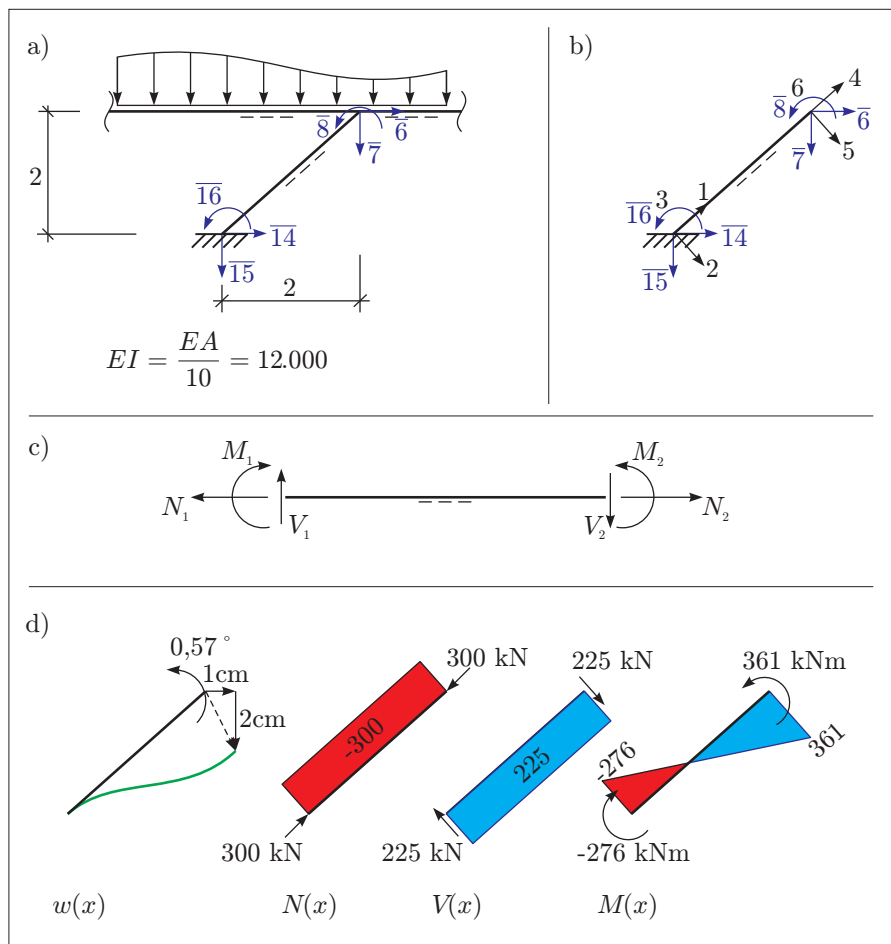 a)
8 6
7
2
16
14
15
2
EI = EA/10 = 12.000
b)
6 4
8 6
7 5
3 1
16
14
15 2
c)
M1 M2
N1 V1 V2 N2
d)
0,57 °
1cm
2cm
w(x)
300 kN
-300
300 kN
N(x)
225 kN
225
225 kN
V(x)
361 kNm
-276
361
-276 kNm
M(x)